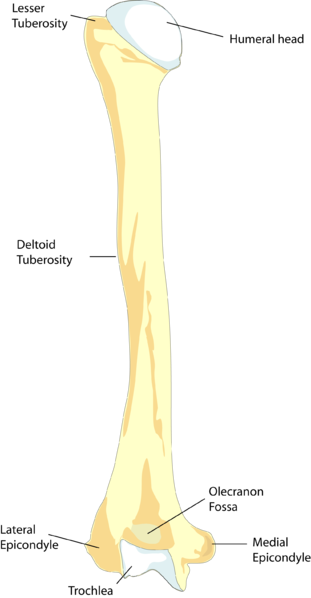 Lesser
Tuberosity
Humeral head
Deltoid
Tuberosity
Olecranon
Fossa
Lateral
Epicondyle
Medial
Epicondyle
Trochlea